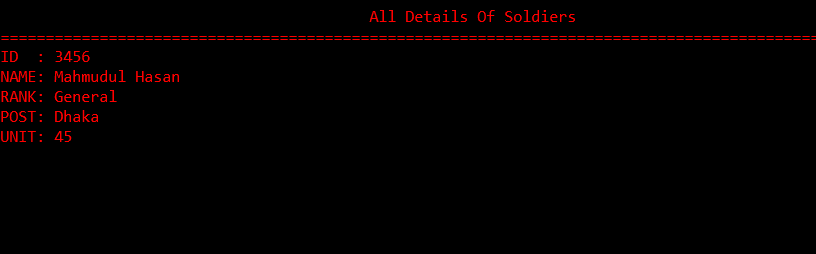 All Details Of Soldiers
==========================================================================================
ID  : 3456
NAME: Mahmudul Hasan
RANK: General
POST: Dhaka
UNIT: 45